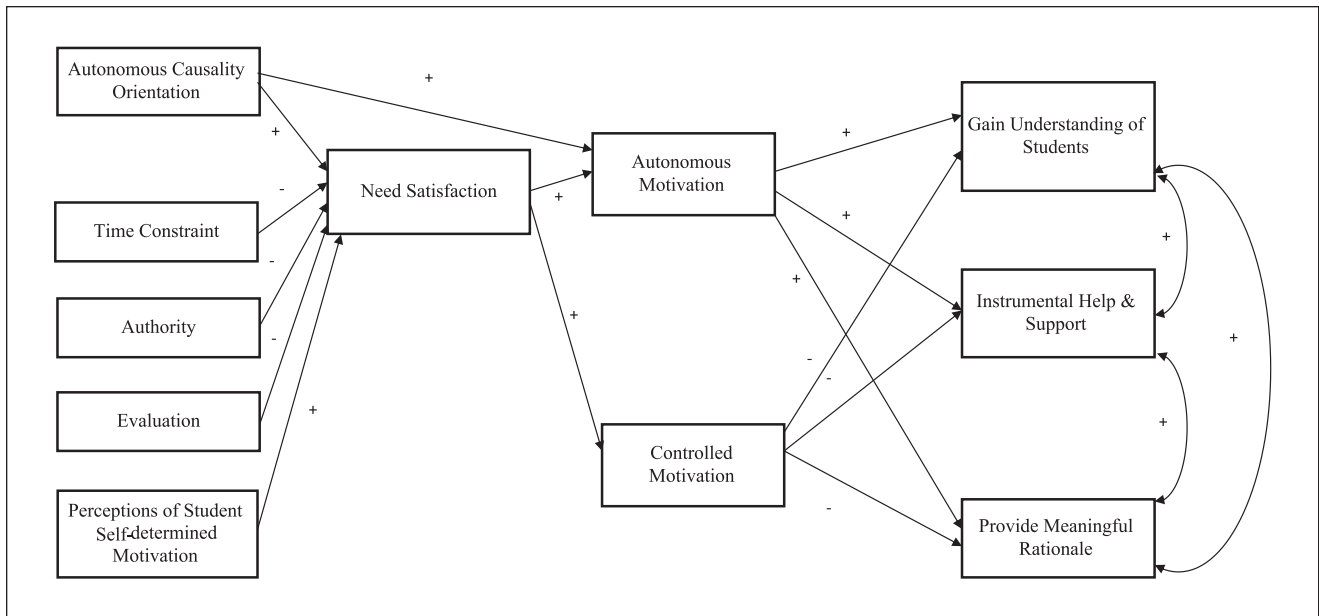 Autonomous Causality
Orientation
Time Constraint
Authority
Evaluation
Perceptions of Student
Self-determined
Motivation
+
-
-
-
+
Need Satisfaction
+
+
+
Autonomous
Motivation
Controlled
Motivation
+
+
+
-
-
-
Gain Understanding of
Students
Instrumental Help &
Support
Provide Meaningful
Rationale
+
+
+